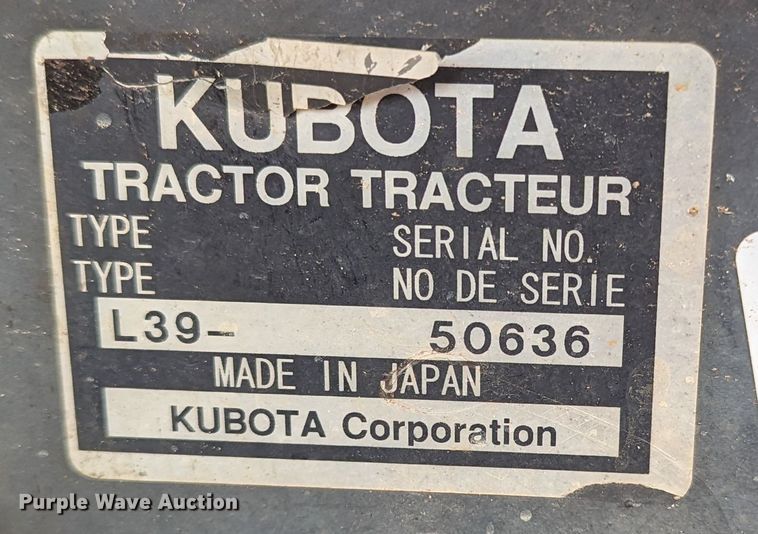 KUBOTA
TRACTOR TRACTEUR
TYPE SERIAL NO.
TYPE NO DE SERIE
L39- 50636
MADE IN JAPAN
KUBOTA Corporation
Purple Wave Auction